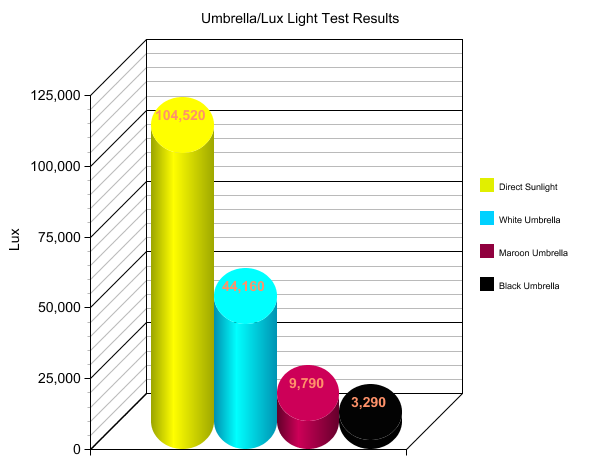 Umbrella/Lux Light Test Results
125,000
100,000
75,000
50,000
25,000
0
Lux
104,520
44,160
9,790
3,290
Direct Sunlight
White Umbrella
Maroon Umbrella
Black Umbrella